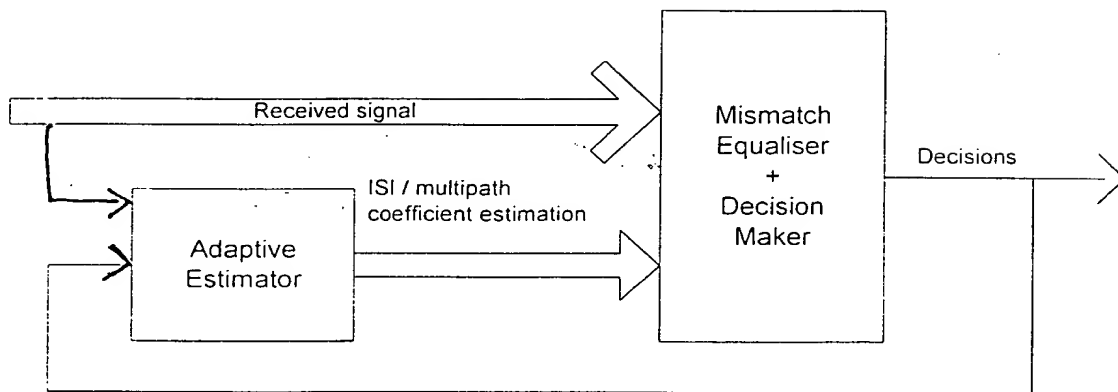 Received signal
Mismatch
Equaliser
+
Decision
Maker
Decisions
ISI / multipath
coefficient estimation
Adaptive
Estimator